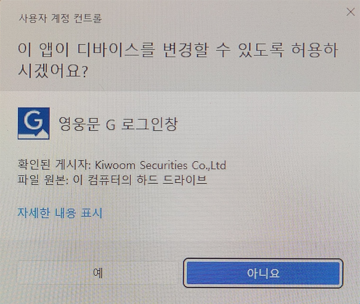 사용자 계정 컨트롤
이 앱이 디바이스를 변경할 수 있도록 허용하
시겠어요?
G
영웅문 G 로그인창
확인된 게시자: Kiwoom Securities Co.,Ltd
파일 원본: 이 컴퓨터의 하드 드라이브
자세한 내용 표시
예
아니요